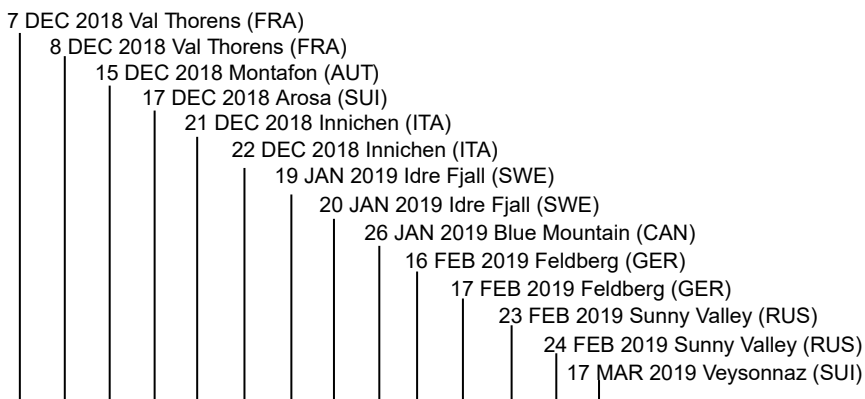 7 DEC 2018 Val Thorens (FRA)
8 DEC 2018 Val Thorens (FRA)
15 DEC 2018 Montafon (AUT)
17 DEC 2018 Arosa (SUI)
21 DEC 2018 Innichen (ITA)
22 DEC 2018 Innichen (ITA)
19 JAN 2019 Idre Fjall (SWE)
20 JAN 2019 Idre Fjall (SWE)
26 JAN 2019 Blue Mountain (CAN)
16 FEB 2019 Feldberg (GER)
17 FEB 2019 Feldberg (GER)
23 FEB 2019 Sunny Valley (RUS)
24 FEB 2019 Sunny Valley (RUS)
17 MAR 2019 Veysonnaz (SUI)